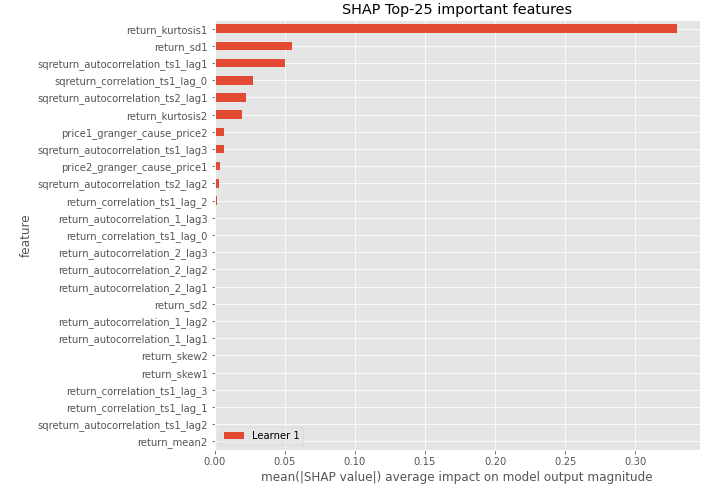 SHAP Top-25 important features
return_kurtosis1
return_sd1
sqreturn_autocorrelation_ts1_lag1
sqreturn_correlation_ts1_lag_0
sqreturn_autocorrelation_ts2_lag1
return_kurtosis2
price1_granger_cause_price2
sqreturn_autocorrelation_ts1_lag3
price2_granger_cause_price1
sqreturn_autocorrelation_ts2_lag2
return_correlation_ts1_lag_2
return_autocorrelation_1_lag3
return_correlation_ts1_lag_0
return_autocorrelation_2_lag3
return_autocorrelation_2_lag2
return_autocorrelation_2_lag1
return_sd2
return_autocorrelation_1_lag2
return_autocorrelation_1_lag1
return_skew2
return_skew1
return_correlation_ts1_lag_3
return_correlation_ts1_lag_1
sqreturn_autocorrelation_ts1_lag2
return_mean2
feature
Learner 1
0.00 0.05 0.10 0.15 0.20 0.25 0.30
mean(|SHAP value|) average impact on model output magnitude